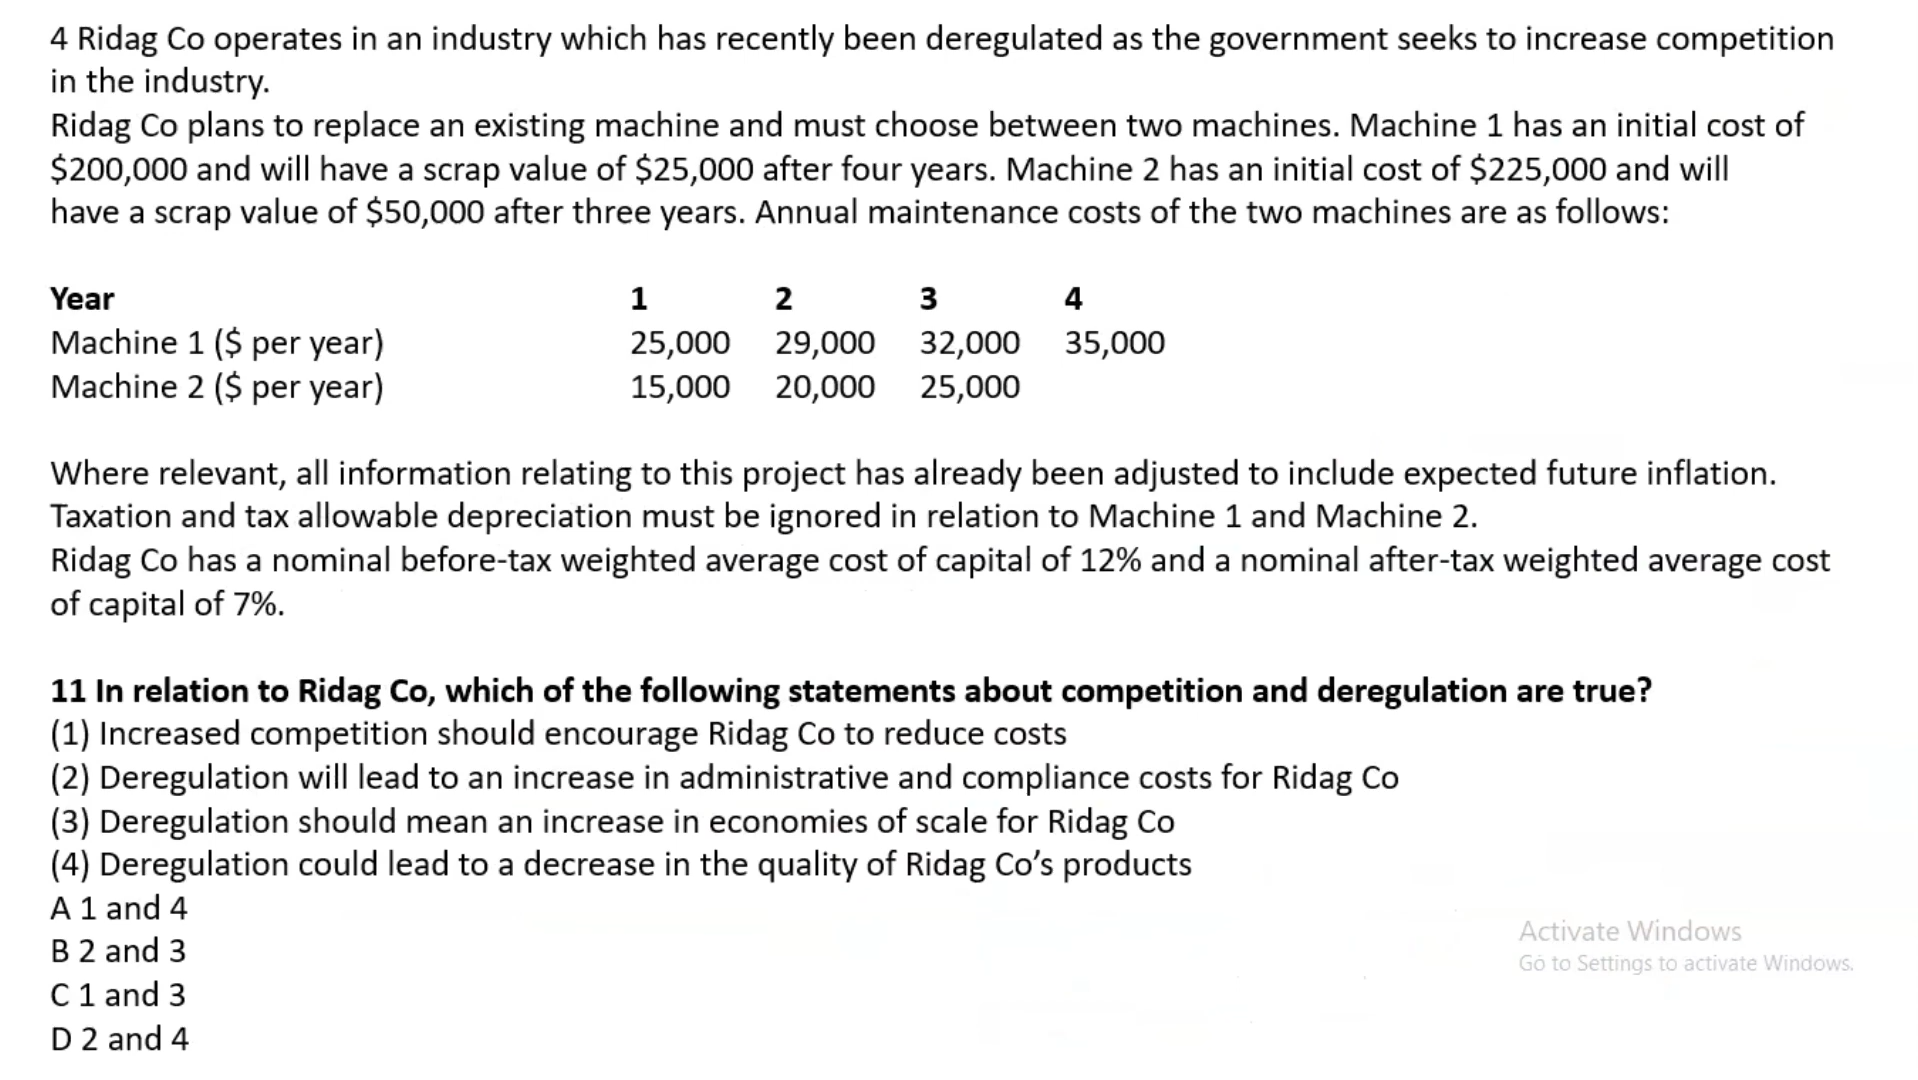 4 Ridag Co operates in an industry which has recently been deregulated as the government seeks to increase competition
in the industry.
Ridag Co plans to replace an existing machine and must choose between two machines. Machine 1 has an initial cost of
$200,000 and will have a scrap value of $25,000 after four years. Machine 2 has an initial cost of $225,000 and will
have a scrap value of $50,000 after three years. Annual maintenance costs of the two machines are as follows:
Year 1 2 3 4
Machine 1 ($ per year) 25,000 29,000 32,000 35,000
Machine 2 ($ per year) 15,000 20,000 25,000
Where relevant, all information relating to this project has already been adjusted to include expected future inflation.
Taxation and tax allowable depreciation must be ignored in relation to Machine 1 and Machine 2.
Ridag Co has a nominal before-tax weighted average cost of capital of 12% and a nominal after-tax weighted average cost
of capital of 7%.
11 In relation to Ridag Co, which of the following statements about competition and deregulation are true?
(1) Increased competition should encourage Ridag Co to reduce costs
(2) Deregulation will lead to an increase in administrative and compliance costs for Ridag Co
(3) Deregulation should mean an increase in economies of scale for Ridag Co
(4) Deregulation could lead to a decrease in the quality of Ridag Co’s products
A 1 and 4
B 2 and 3
C 1 and 3
D 2 and 4
Activate Windows
Go to Settings to activate Windows.